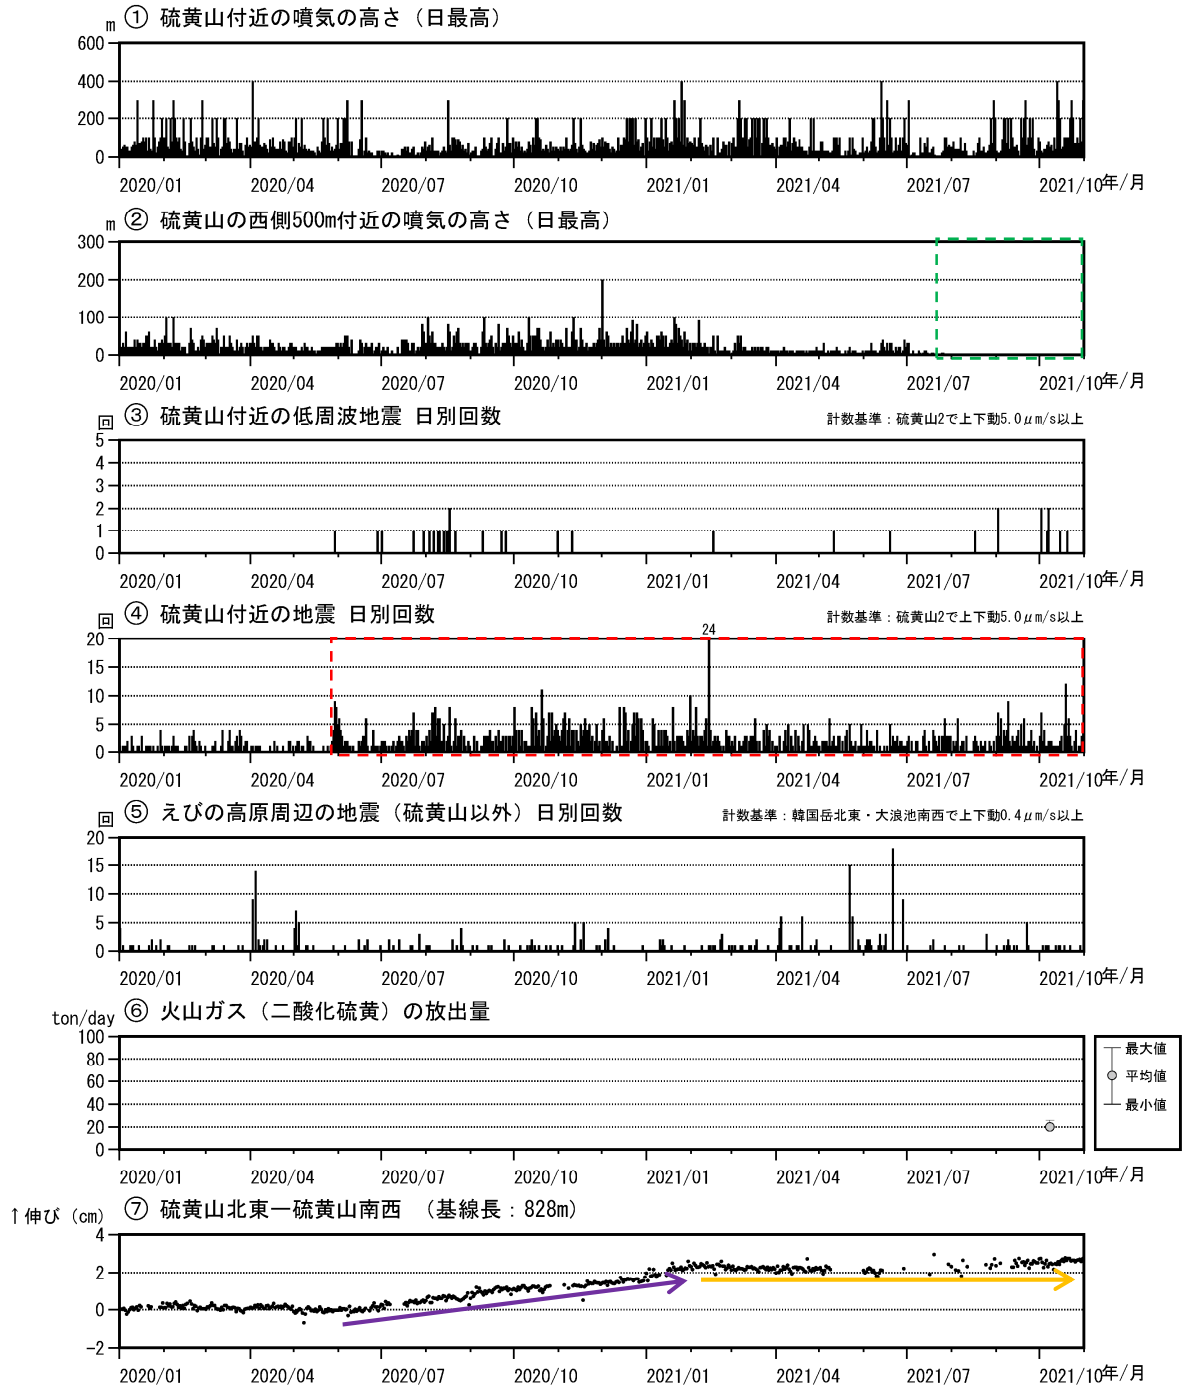 m ① 硫黄山付近の噴気の高さ（日最高）
600
400
200
0
2020/01 2020/04 2020/07 2020/10 2021/01 2021/04 2021/07 2021/10年/月
m ② 硫黄山の西側500m付近の噴気の高さ（日最高）
300
200
100
0
2020/01 2020/04 2020/07 2020/10 2021/01 2021/04 2021/07 2021/10年/月
回 ③ 硫黄山付近の低周波地震 日別回数 計数基準：硫黄山2で上下動5.0μm/s以上
5
4
3
2
1
0
2020/01 2020/04 2020/07 2020/10 2021/01 2021/04 2021/07 2021/10年/月
回 ④ 硫黄山付近の地震 日別回数 計数基準：硫黄山2で上下動5.0μm/s以上
24
20
15
10
5
0
2020/01 2020/04 2020/07 2020/10 2021/01 2021/04 2021/07 2021/10年/月
回 ⑤ えびの高原周辺の地震（硫黄山以外）日別回数 計数基準：韓国岳北東・大浪池南西で上下動0.4μm/s以上
20
15
10
5
0
2020/01 2020/04 2020/07 2020/10 2021/01 2021/04 2021/07 2021/10年/月
ton/day ⑥ 火山ガス（二酸化硫黄）の放出量
100
80
60
40
20
0
最大値
平均値
最小値
2020/01 2020/04 2020/07 2020/10 2021/01 2021/04 2021/07 2021/10年/月
↑伸び（cm） ⑦ 硫黄山北東－硫黄山南西 （基線長：828m）
4
2
0
-2
2020/01 2020/04 2020/07 2020/10 2021/01 2021/04 2021/07 2021/10年/月